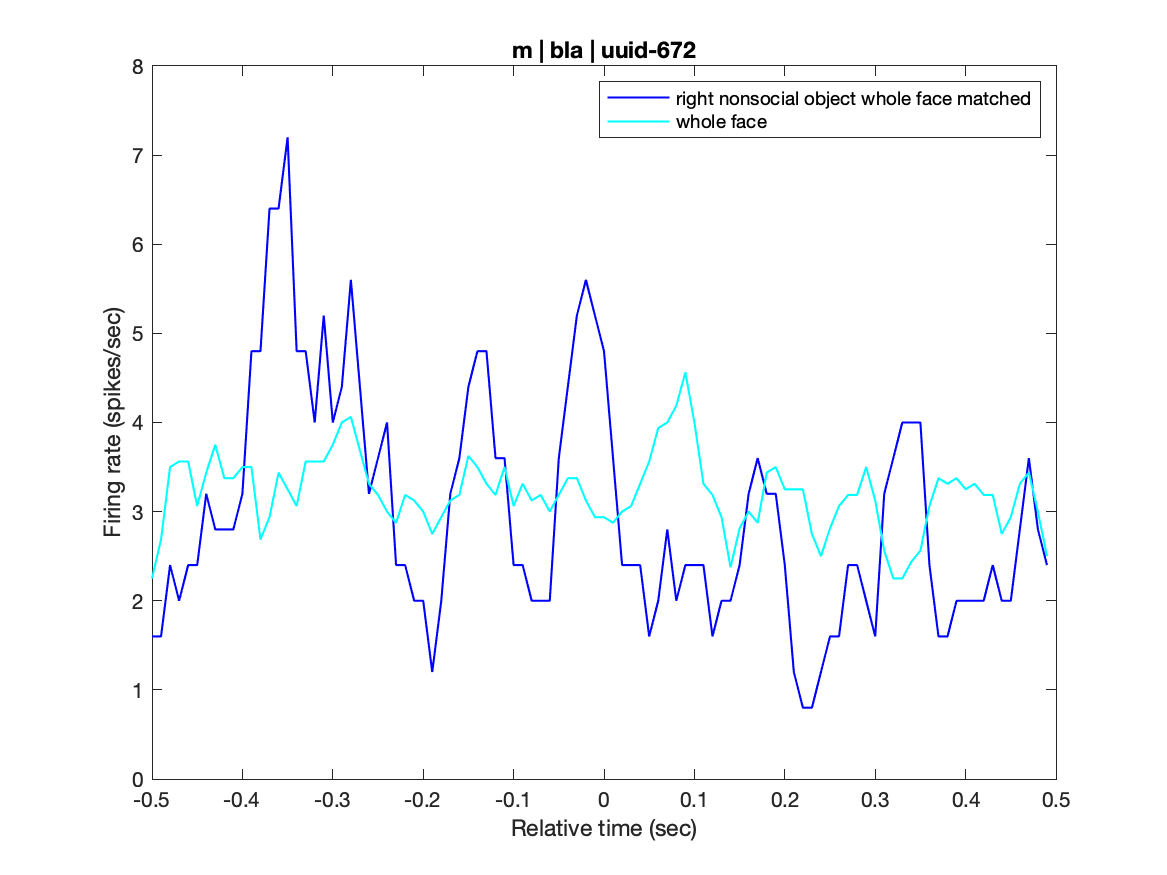 m | bla | uuid-672
right nonsocial object whole face matched
whole face
Firing rate (spikes/sec)
8
7
6
5
4
3
2
1
0
-0.5 -0.4 -0.3 -0.2 -0.1 0 0.1 0.2 0.3 0.4 0.5
Relative time (sec)